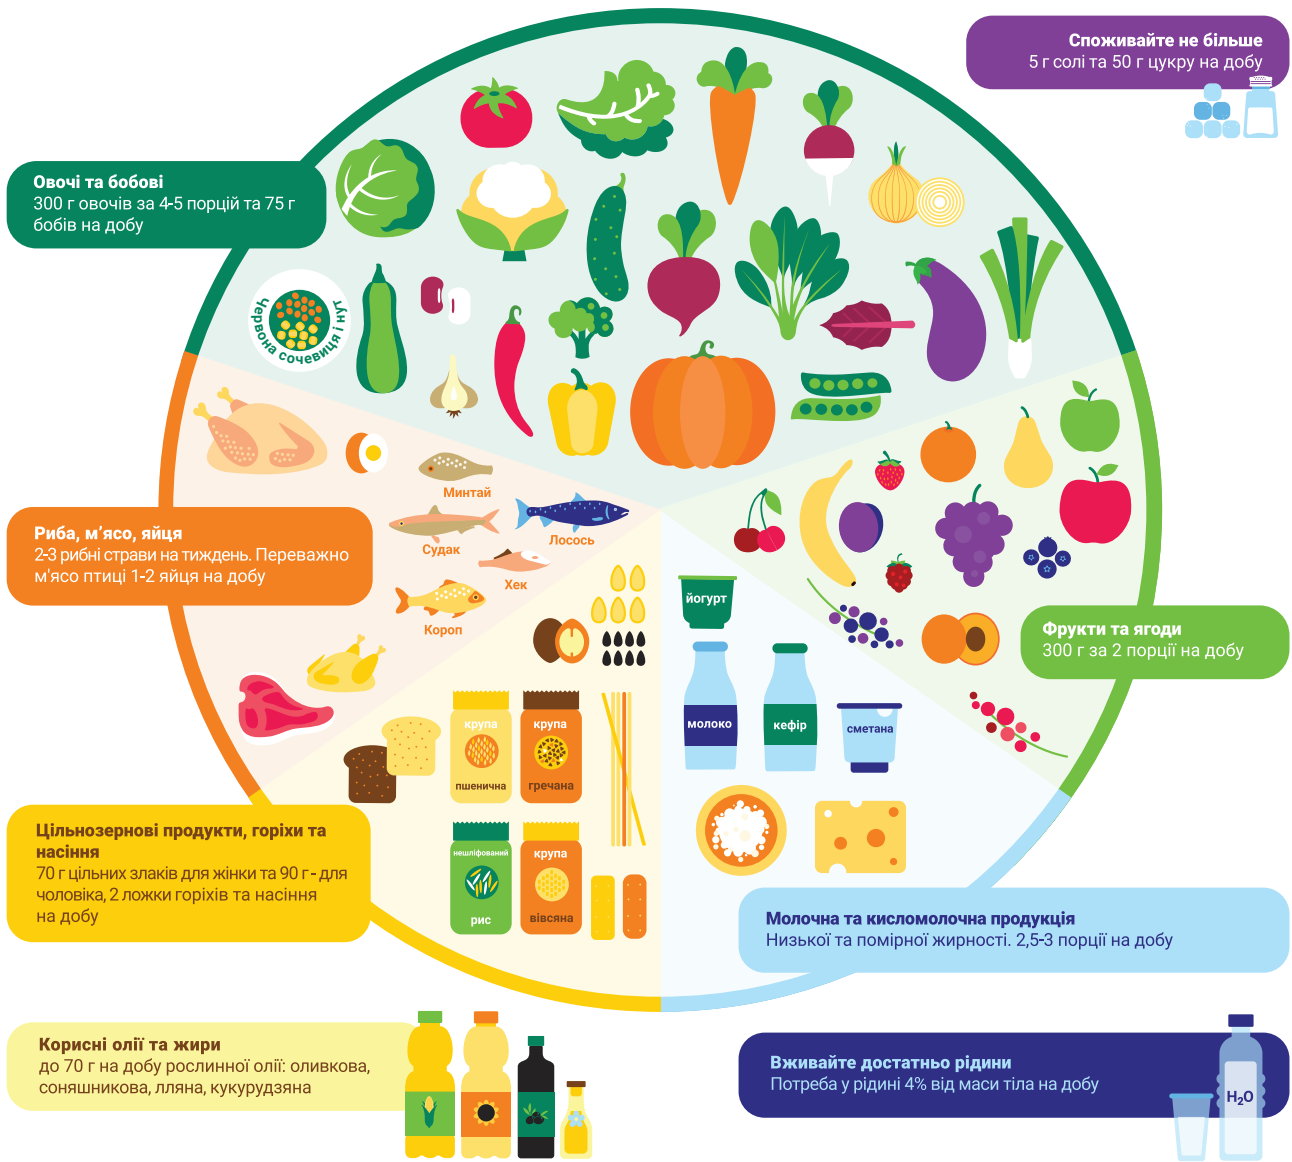 Споживайте не більше
5 г солі та 50 г цукру на добу
Овочі та бобові
300 г овочів за 4-5 порцій та 75 г
бобів на добу
Червона сочевиця і нут
Риба, м’ясо, яйця
2-3 рибні страви на тиждень. Переважно
м'ясо птиці 1-2 яйця на добу
Минтай
Судак
Лосось
Хек
Короп
Фрукти та ягоди
300 г за 2 порції на добу
йогурт
молоко
кефір
сметана
крупа
пшенична
крупа
гречана
нешліфований
рис
крупа
вівсяна
Цільнозернові продукти, горіхи та
насіння
70 г цільних злаків для жінки та 90 г - для
чоловіка, 2 ложки горіхів та насіння
на добу
Молочна та кисломолочна продукція
Низької та помірної жирності. 2,5-3 порції на добу
Корисні олії та жири
до 70 г на добу рослинної олії: оливкова,
соняшникова, лляна, кукурудзяна
Вживайте достатньо рідини
Потреба у рідині 4% від маси тіла на добу
H₂O